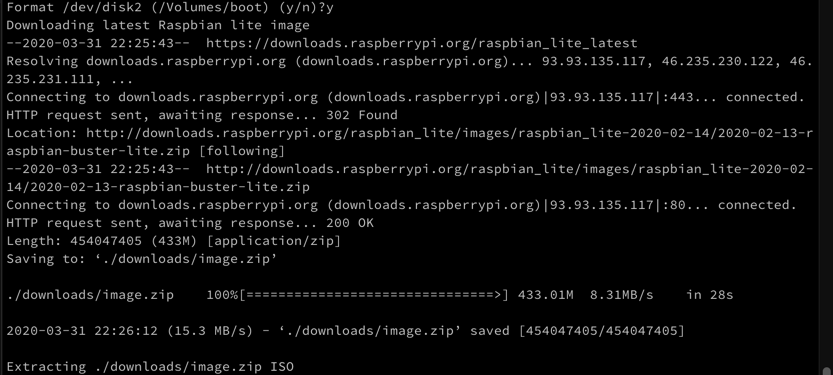 Format /dev/disk2 (/Volumes/boot) (y/n)?y
Downloading latest Raspbian lite image
--2020-03-31 22:25:43--  https://downloads.raspberrypi.org/raspbian_lite_latest
Resolving downloads.raspberrypi.org (downloads.raspberrypi.org)... 93.93.135.117, 46.235.230.122, 46.
235.231.111, ...
Connecting to downloads.raspberrypi.org (downloads.raspberrypi.org)|93.93.135.117|:443... connected.
HTTP request sent, awaiting response... 302 Found
Location: http://downloads.raspberrypi.org/raspbian_lite/images/raspbian_lite-2020-02-14/2020-02-13-r
aspbian-buster-lite.zip [following]
--2020-03-31 22:25:43--  http://downloads.raspberrypi.org/raspbian_lite/images/raspbian_lite-2020-02-
14/2020-02-13-raspbian-buster-lite.zip
Connecting to downloads.raspberrypi.org (downloads.raspberrypi.org)|93.93.135.117|:80... connected.
HTTP request sent, awaiting response... 200 OK
Length: 454047405 (433M) [application/zip]
Saving to: ‘./downloads/image.zip’
./downloads/image.zip    100%[===============================>] 433.01M  8.31MB/s    in 28s
2020-03-31 22:26:12 (15.3 MB/s) - ‘./downloads/image.zip’ saved [454047405/454047405]
Extracting ./downloads/image.zip ISO